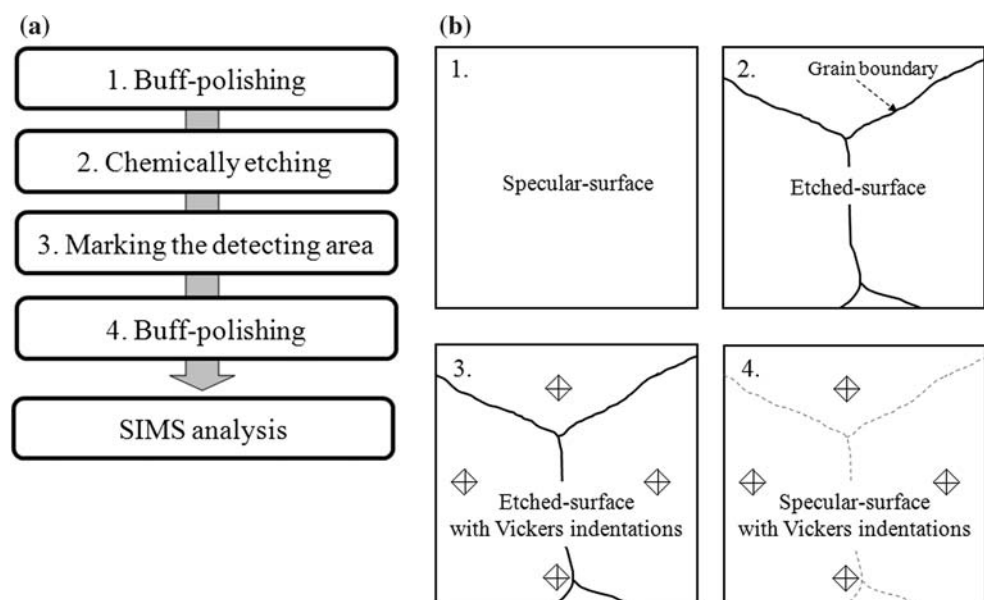 (a)
1. Buff-polishing
2. Chemically etching
3. Marking the detecting area
4. Buff-polishing
SIMS analysis
(b)
1.
Specular-surface
2.
Grain boundary
Etched-surface
3.
Etched-surface
with Vickers indentations
4.
Specular-surface
with Vickers indentations